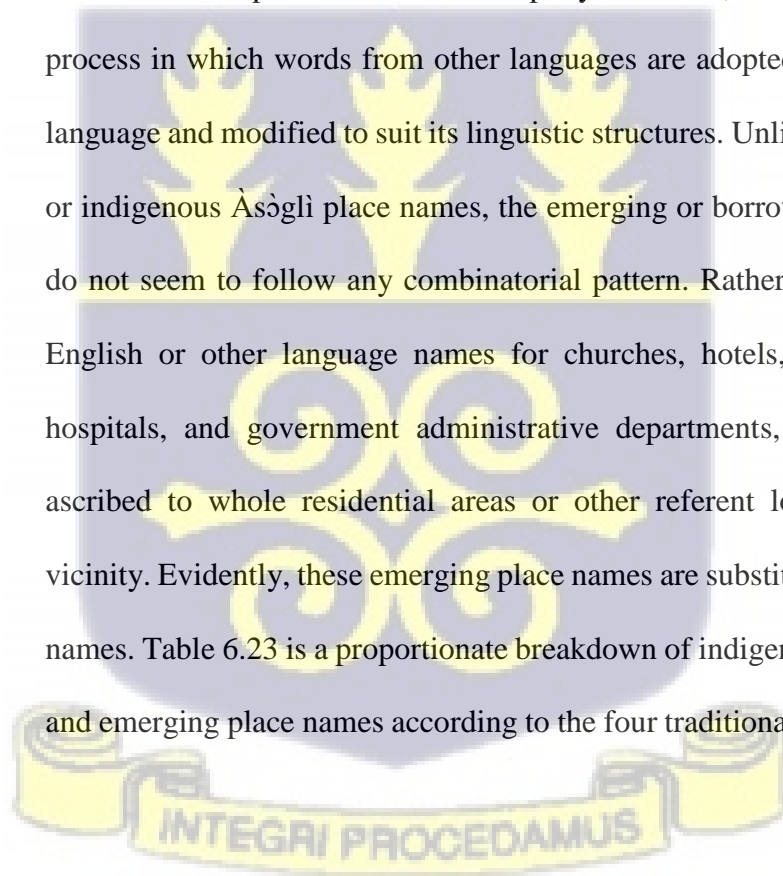 process in which words from other languages are adopted
language and modified to suit its linguistic structures. Unli
or indigenous Àsɔ̀glì place names, the emerging or borro
do not seem to follow any combinatorial pattern. Rather
English or other language names for churches, hotels,
hospitals, and government administrative departments,
ascribed to whole residential areas or other referent l
vicinity. Evidently, these emerging place names are substit
names. Table 6.23 is a proportionate breakdown of indige
and emerging place names according to the four traditiona
INTEGRI PROCEDAMUS